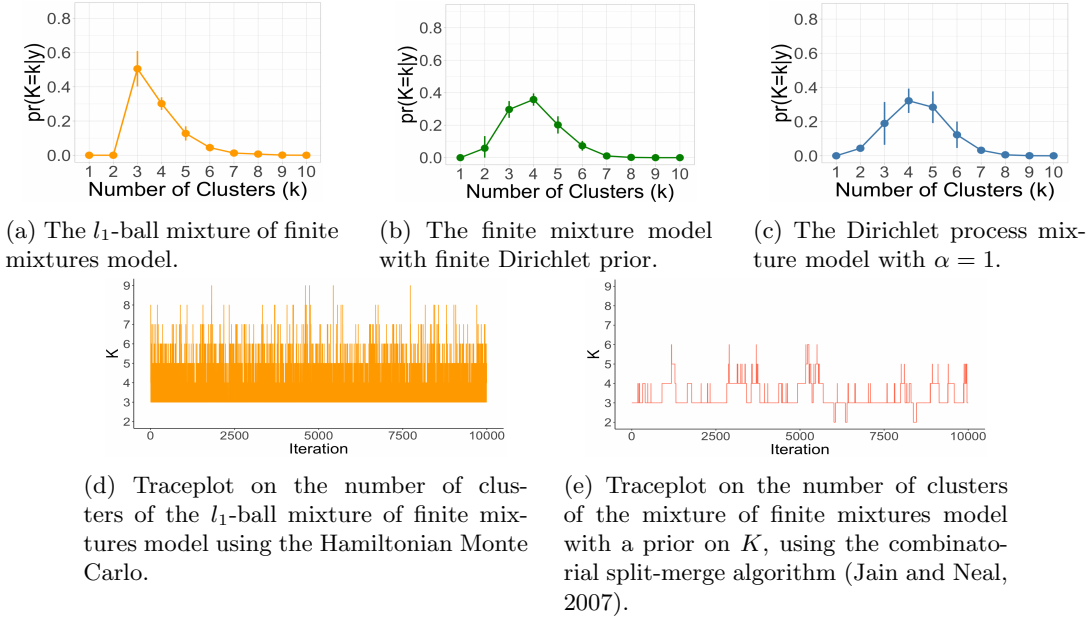 0.8
0.6
0.4
0.2
0.0
pr(K=k|y)
1 2 3 4 5 6 7 8 9 10
Number of Clusters (k)
0.8
0.6
0.4
0.2
0.0
pr(K=k|y)
1 2 3 4 5 6 7 8 9 10
Number of Clusters (k)
0.8
0.6
0.4
0.2
0.0
pr(K=k|y)
1 2 3 4 5 6 7 8 9 10
Number of Clusters (k)
(a) The l₁-ball mixture of finite
mixtures model.
(b) The finite mixture model
with finite Dirichlet prior.
(c) The Dirichlet process mix-
ture model with α = 1.
9
8
7
6
5
4
3
2
K
0 2500 5000 7500 10000
Iteration
9
8
7
6
5
4
3
2
K
0 2500 5000 7500 10000
Iteration
(d) Traceplot on the number of clus-
ters of the l₁-ball mixture of finite mix-
tures model using the Hamiltonian Monte
Carlo.
(e) Traceplot on the number of clusters
of the mixture of finite mixtures model
with a prior on K, using the combinato-
rial split-merge algorithm (Jain and Neal,
2007).